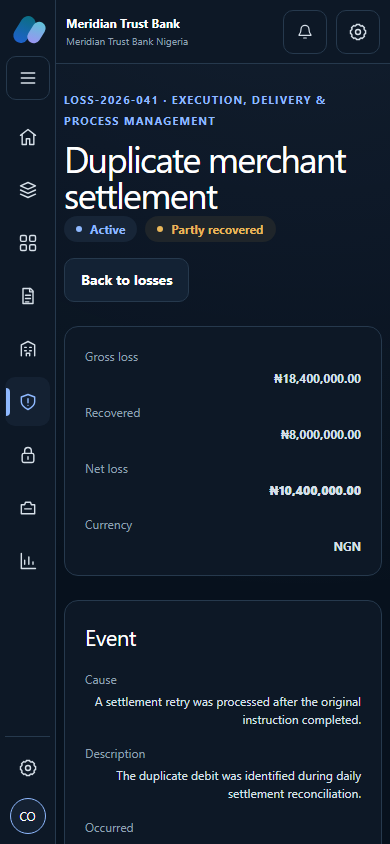 Meridian Trust Bank
Meridian Trust Bank Nigeria
LOSS-2026-041 · EXECUTION, DELIVERY &
PROCESS MANAGEMENT
Duplicate merchant
settlement
Active
Partly recovered
Back to losses
Gross loss
₦18,400,000.00
Recovered
₦8,000,000.00
Net loss
₦10,400,000.00
Currency
NGN
Event
Cause
A settlement retry was processed after the original
instruction completed.
Description
The duplicate debit was identified during daily
settlement reconciliation.
Occurred
CO